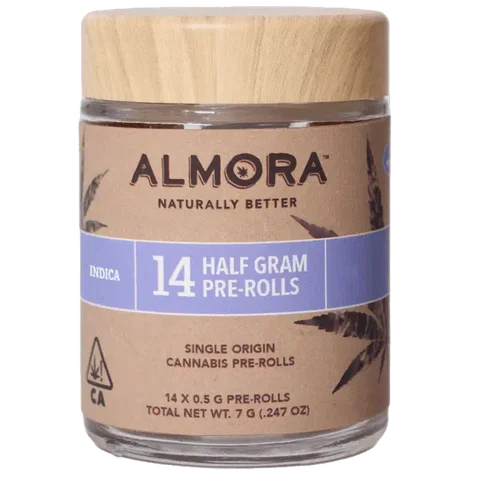 ALMORA™
NATURALLY BETTER
INDICA
14 HALF GRAM
PRE-ROLLS
SINGLE ORIGIN
CANNABIS PRE-ROLLS
CA
14 X 0.5 G PRE-ROLLS
TOTAL NET WT. 7 G (.247 OZ)